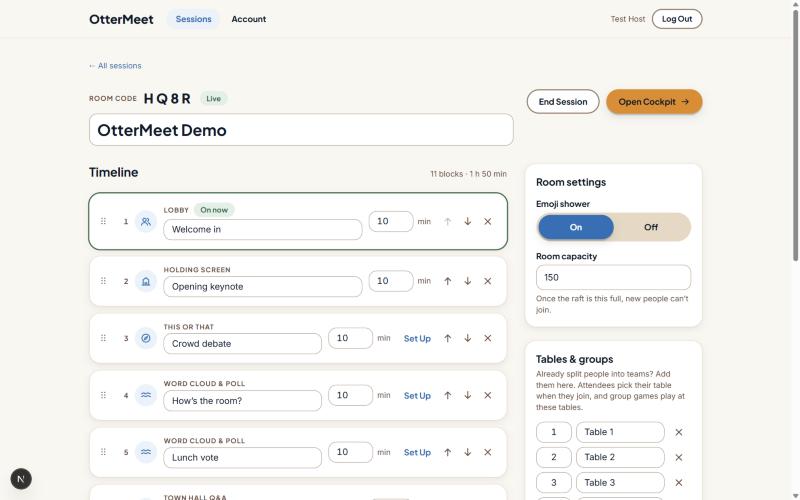 OtterMeet
Sessions
Account
Test Host
Log Out
← All sessions
ROOM CODE HQ8R Live
End Session
Open Cockpit →
OtterMeet Demo
Timeline
11 blocks · 1 h 50 min
1
LOBBY On now
Welcome in
10 min
2
HOLDING SCREEN
Opening keynote
10 min
3
THIS OR THAT
Crowd debate
10 min
Set Up
4
WORD CLOUD & POLL
How's the room?
10 min
Set Up
5
WORD CLOUD & POLL
Lunch vote
10 min
Set Up
TOWN HALL Q&A
Room settings
Emoji shower
On
Off
Room capacity
150
Once the raft is this full, new people can't
join.
Tables & groups
Already split people into teams? Add
them here. Attendees pick their table
when they join, and group games play at
these tables.
1 Table 1
2 Table 2
3 Table 3
N